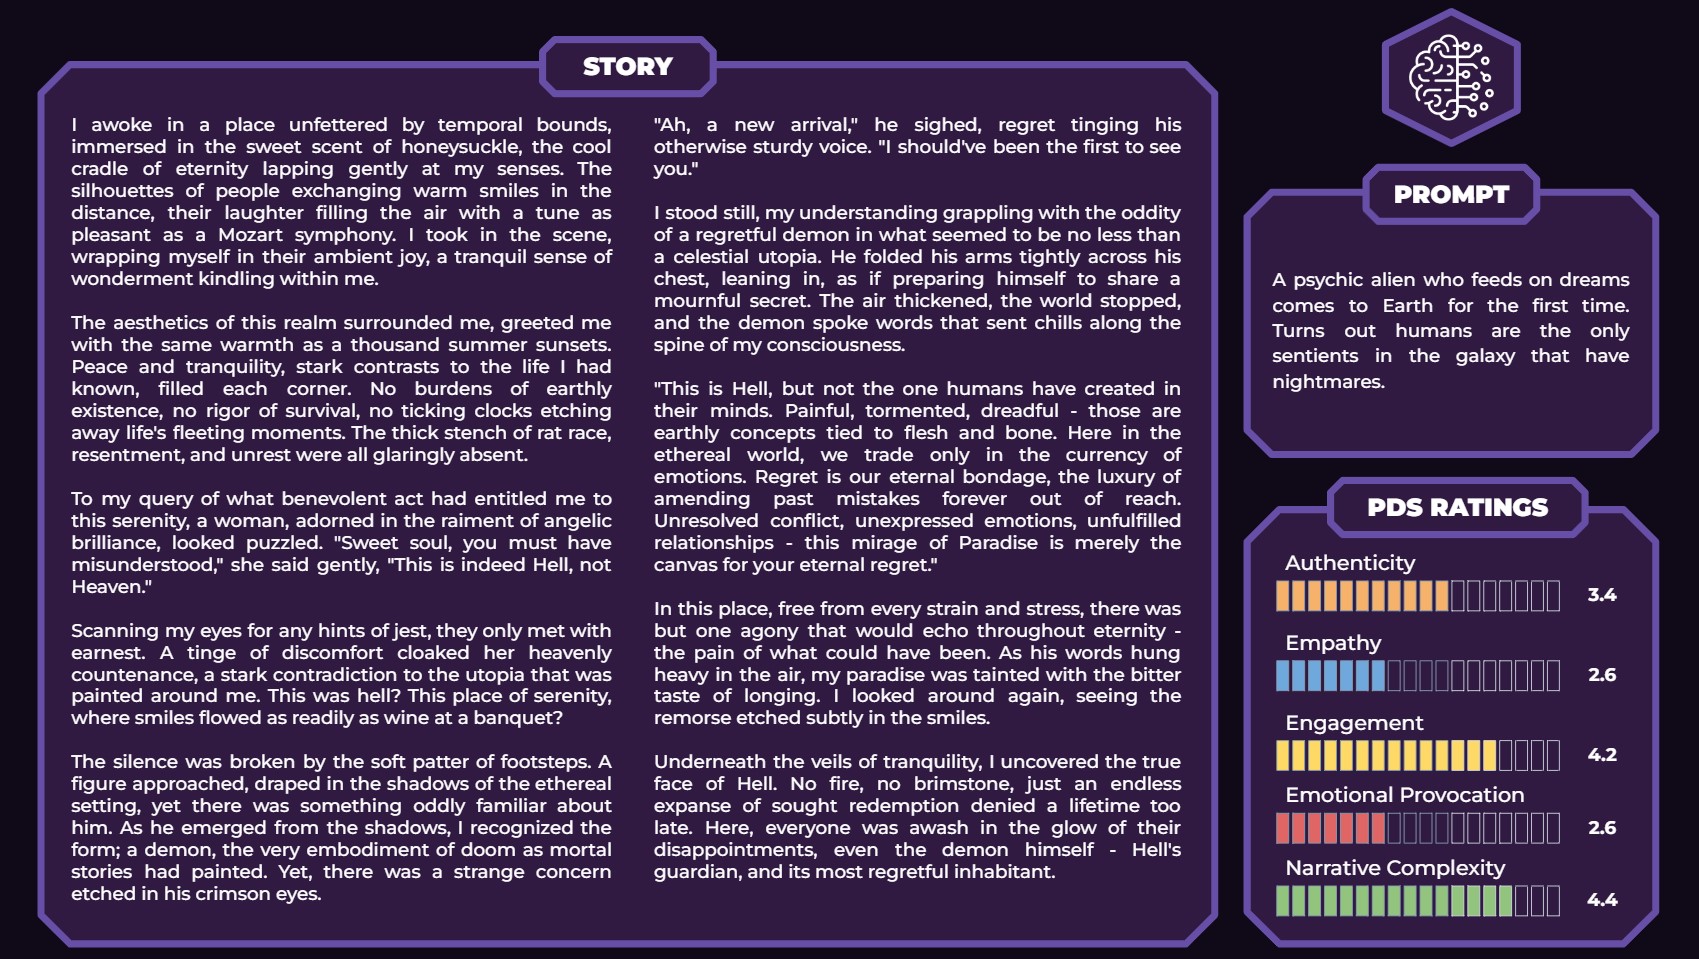 STORY
I awoke in a place unfettered by temporal bounds,
immersed in the sweet scent of honeysuckle, the cool
cradle of eternity lapping gently at my senses. The
silhouettes of people exchanging warm smiles in the
distance, their laughter filling the air with a tune as
pleasant as a Mozart symphony. I took in the scene,
wrapping myself in their ambient joy, a tranquil sense of
wonderment kindling within me.
The aesthetics of this realm surrounded me, greeted me
with the same warmth as a thousand summer sunsets.
Peace and tranquility, stark contrasts to the life I had
known, filled each corner. No burdens of earthly
existence, no rigor of survival, no ticking clocks etching
away life's fleeting moments. The thick stench of rat race,
resentment, and unrest were all glaringly absent.
To my query of what benevolent act had entitled me to
this serenity, a woman, adorned in the raiment of angelic
brilliance, looked puzzled. "Sweet soul, you must have
misunderstood," she said gently, "This is indeed Hell, not
Heaven."
Scanning my eyes for any hints of jest, they only met with
earnest. A tinge of discomfort cloaked her heavenly
countenance, a stark contradiction to the utopia that was
painted around me. This was hell? This place of serenity,
where smiles flowed as readily as wine at a banquet?
The silence was broken by the soft patter of footsteps. A
figure approached, draped in the shadows of the ethereal
setting, yet there was something oddly familiar about
him. As he emerged from the shadows, I recognized the
form; a demon, the very embodiment of doom as mortal
stories had painted. Yet, there was a strange concern
etched in his crimson eyes.
"Ah, a new arrival," he sighed, regret tinging his
otherwise sturdy voice. "I should've been the first to see
you."
I stood still, my understanding grappling with the oddity
of a regretful demon in what seemed to be no less than
a celestial utopia. He folded his arms tightly across his
chest, leaning in, as if preparing himself to share a
mournful secret. The air thickened, the world stopped,
and the demon spoke words that sent chills along the
spine of my consciousness.
"This is Hell, but not the one humans have created in
their minds. Painful, tormented, dreadful - those are
earthly concepts tied to flesh and bone. Here in the
ethereal world, we trade only in the currency of
emotions. Regret is our eternal bondage, the luxury of
amending past mistakes forever out of reach.
Unresolved conflict, unexpressed emotions, unfulfilled
relationships - this mirage of Paradise is merely the
canvas for your eternal regret."
In this place, free from every strain and stress, there was
but one agony that would echo throughout eternity -
the pain of what could have been. As his words hung
heavy in the air, my paradise was tainted with the bitter
taste of longing. I looked around again, seeing the
remorse etched subtly in the smiles.
Underneath the veils of tranquility, I uncovered the true
face of Hell. No fire, no brimstone, just an endless
expanse of sought redemption denied a lifetime too
late. Here, everyone was awash in the glow of their
disappointments, even the demon himself - Hell's
guardian, and its most regretful inhabitant.
PROMPT
A psychic alien who feeds on dreams
comes to Earth for the first time.
Turns out humans are the only
sentients in the galaxy that have
nightmares.
PDS RATINGS
Authenticity
3.4
Empathy
2.6
Engagement
4.2
Emotional Provocation
2.6
Narrative Complexity
4.4